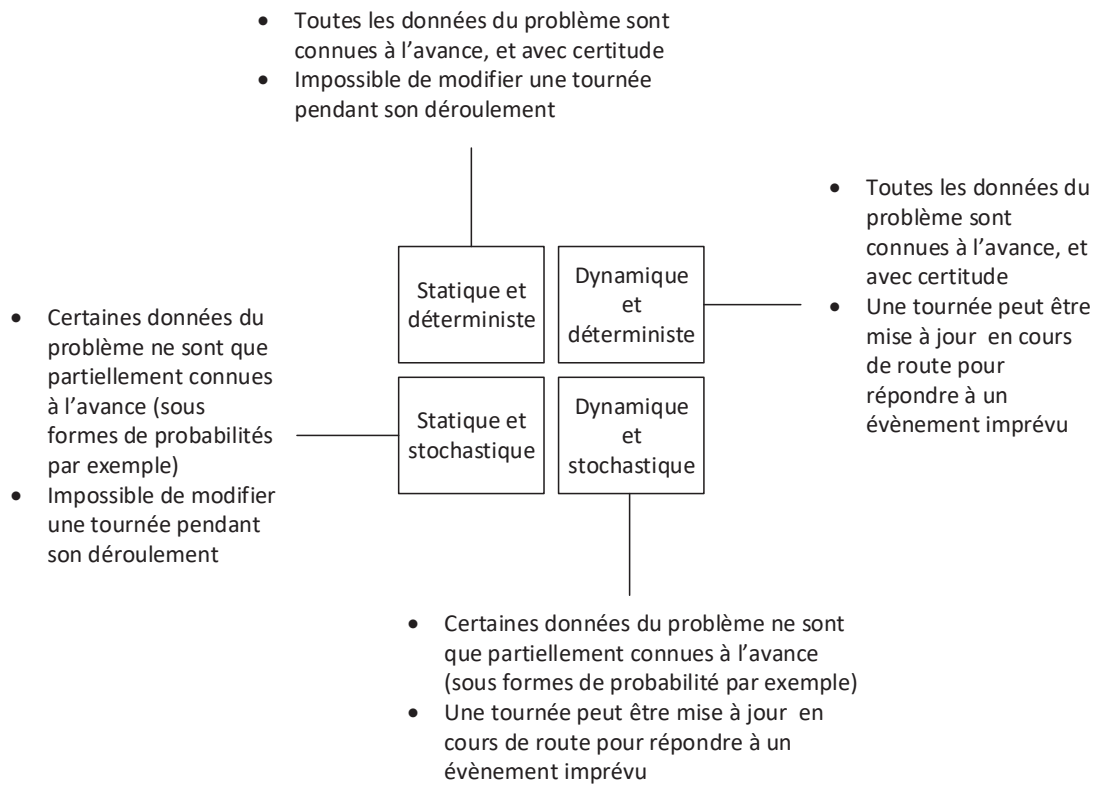 • Toutes les données du problème sont
connues à l’avance, et avec certitude
• Impossible de modifier une tournée
pendant son déroulement
• Toutes les données du
problème sont
connues à l’avance, et
avec certitude
• Une tournée peut être
mise à jour en cours
de route pour
répondre à un
évènement imprévu
Statique et
déterministe
Dynamique
et
déterministe
• Certaines données du
problème ne sont que
partiellement connues
à l’avance (sous
formes de probabilités
par exemple)
• Impossible de modifier
une tournée pendant
son déroulement
Statique et
stochastique
Dynamique
et
stochastique
• Certaines données du problème ne sont
que partiellement connues à l’avance
(sous formes de probabilité par exemple)
• Une tournée peut être mise à jour en
cours de route pour répondre à un
évènement imprévu